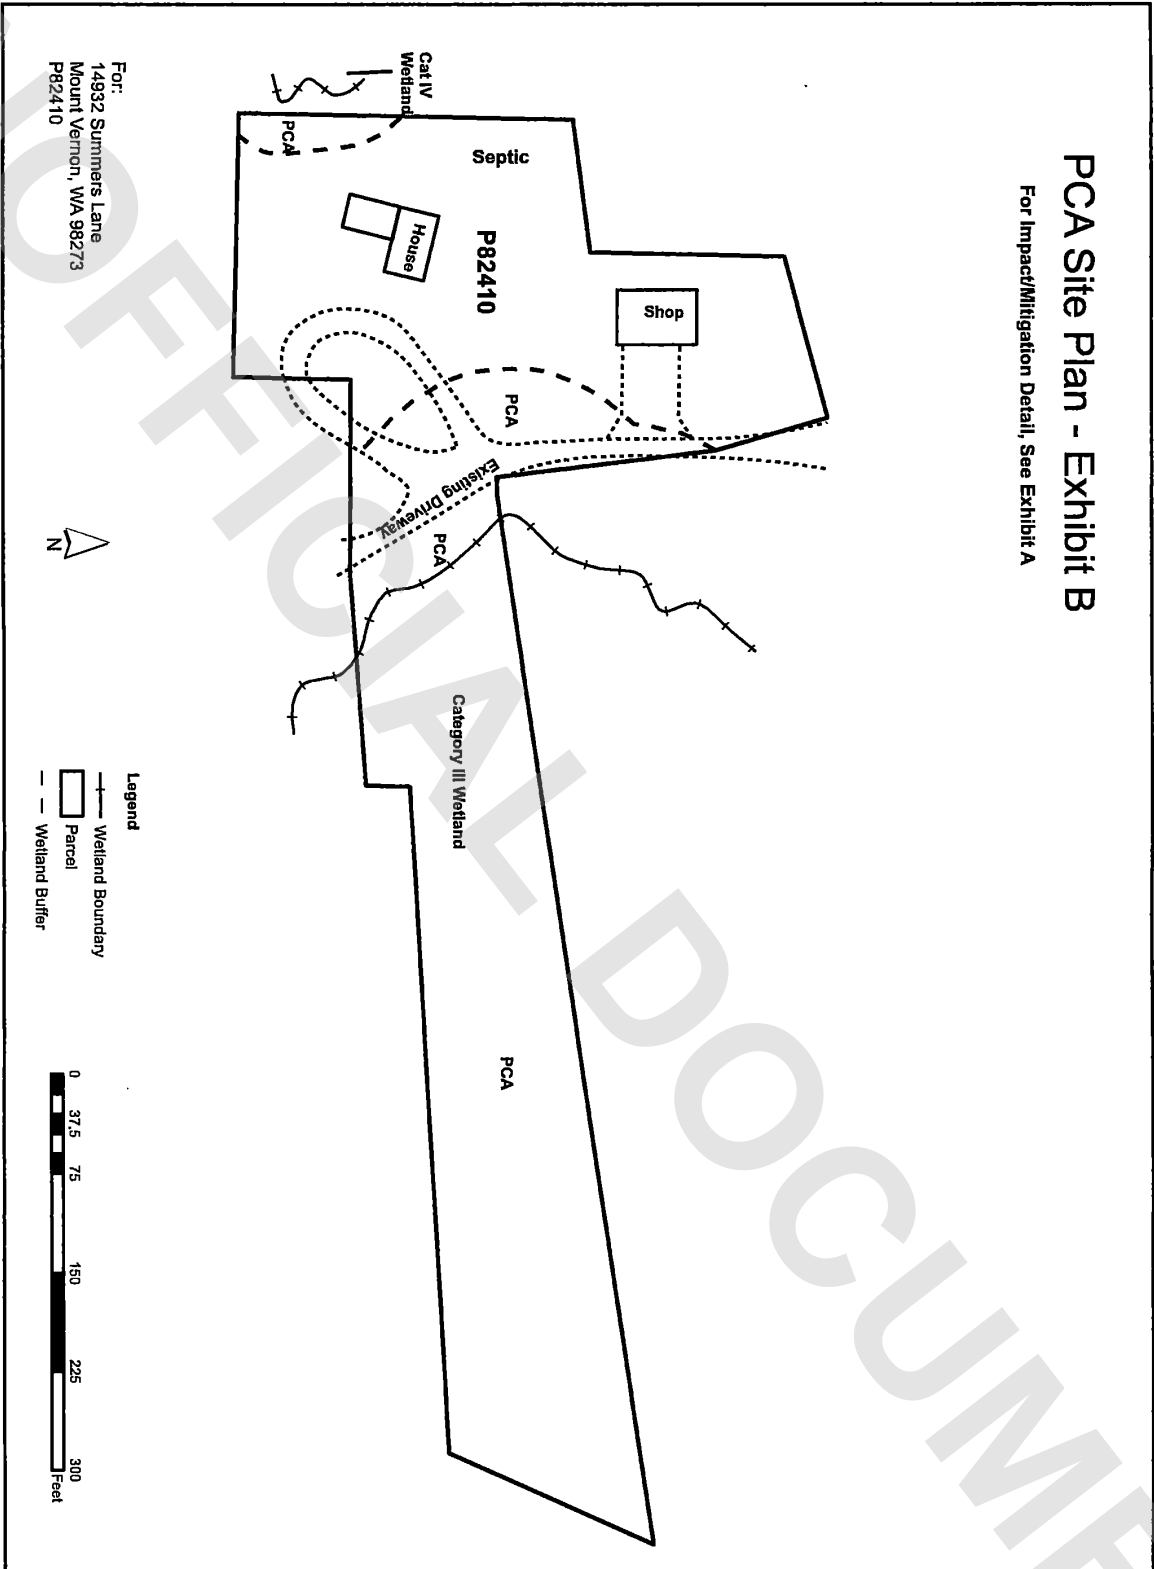 PCA Site Plan - Exhibit B
For Impact/Mitigation Detail, See Exhibit A
Shop
Septic
P82410
House
PCA
PCA
Existing Driveway
PCA
Cat IV
Wetland
Category III Wetland
PCA
For:
14932 Summers Lane
Mount Vernon, WA 98273
P82410
N
Legend
Wetland Boundary
Parcel
Wetland Buffer
0 37.5 75 150 225 300
Feet
OFFICIAL DOCUME